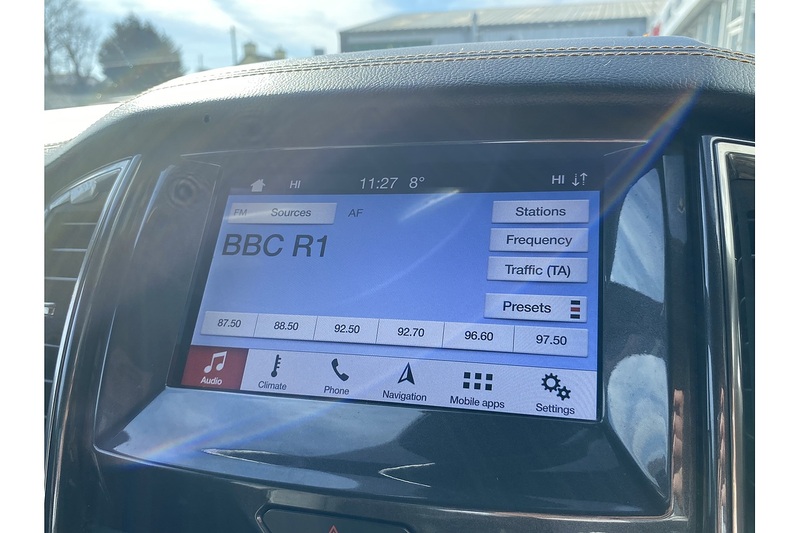 HI 11:27 8° HI
FM Sources AF Stations
BBC R1
Frequency
Traffic (TA)
Presets
87.50 88.50 92.50 92.70 96.60 97.50
Audio Climate Phone Navigation Mobile apps Settings